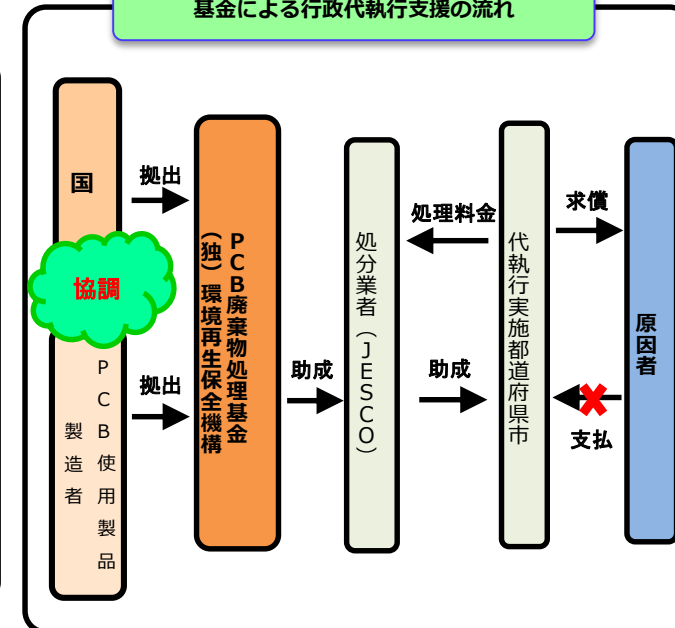 基金による行政代執行支援の流れ
国
協調
PCB使用製品
製造者
拠出
拠出
PCB廃棄物処理基金
(独)環境再生保全機構
助成
処分業者(JESCO)
処理料金
助成
代執行実施都道府県市
求償
支払
原因者